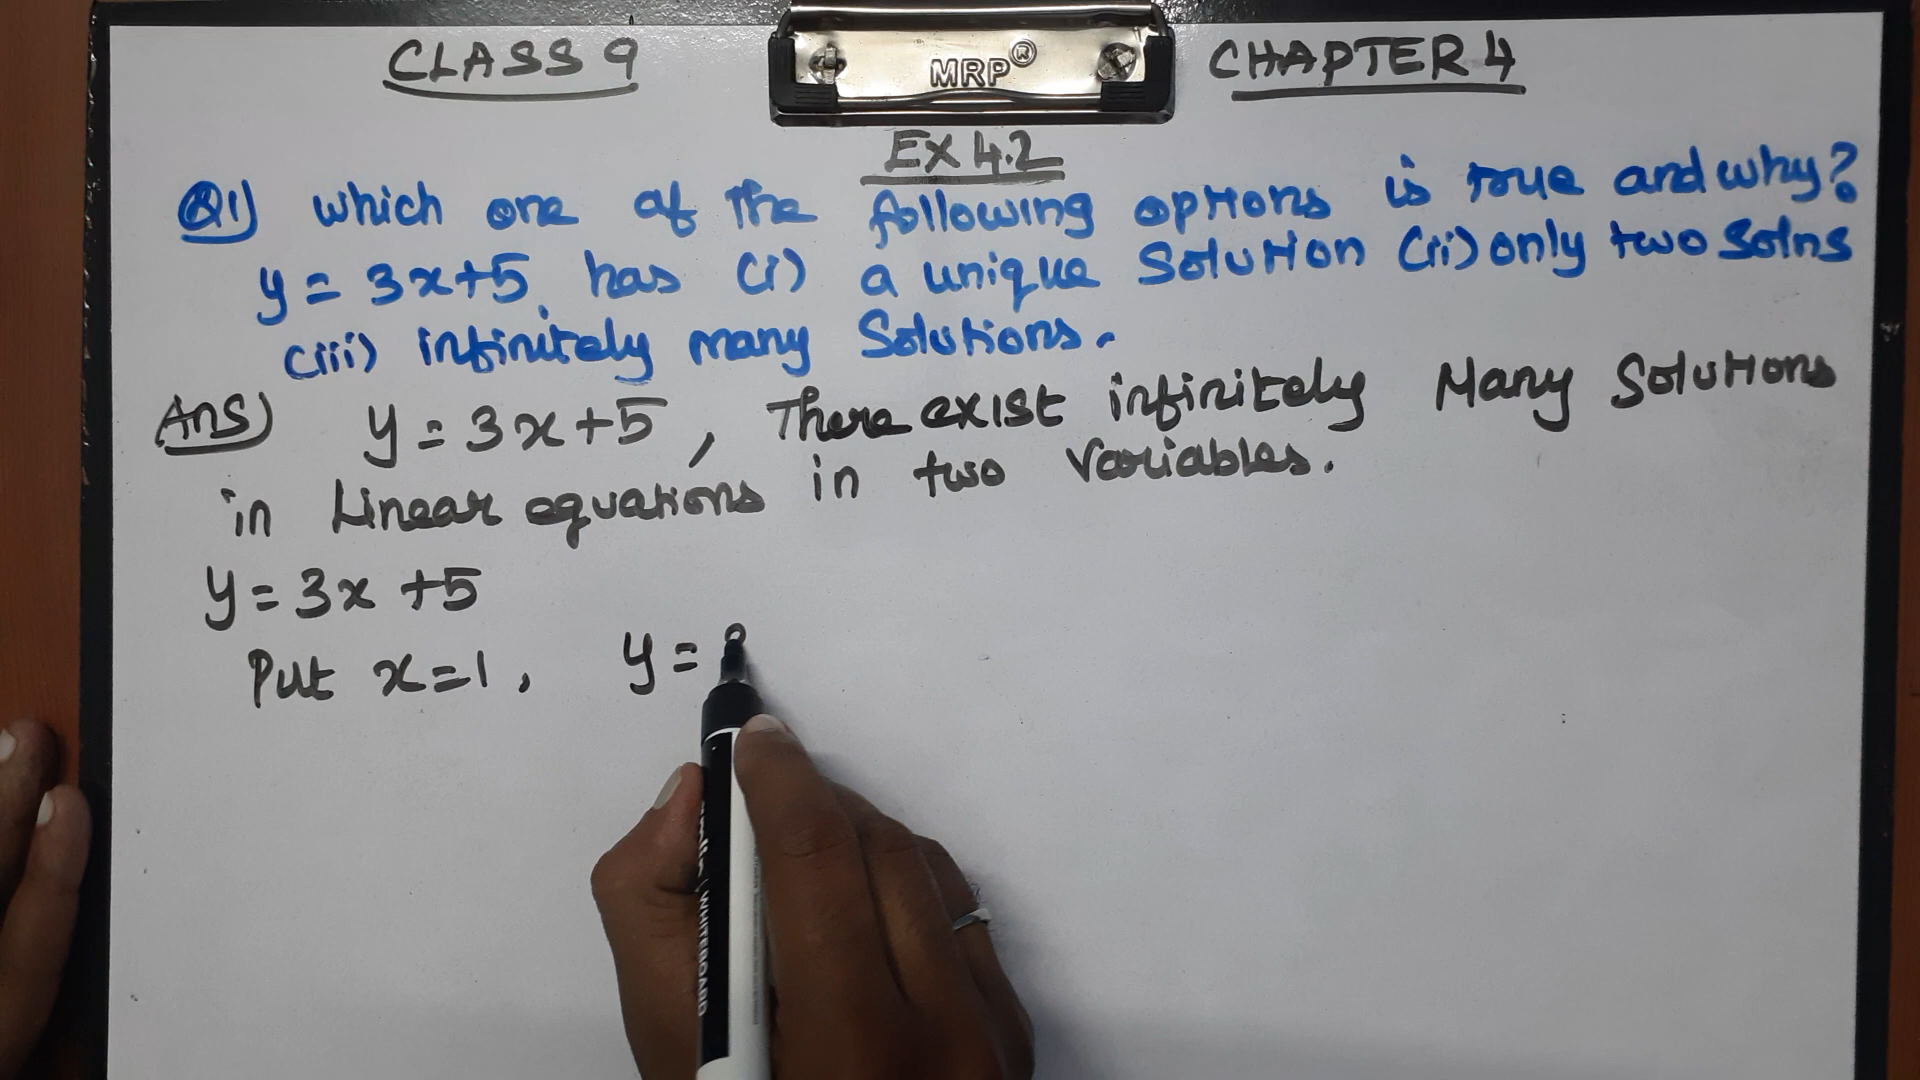 CLASS 9
MRP®
CHAPTER 4
EX 4.2
Q1) which one of the following options is true and why?
y = 3x+5, has (i) a unique solution (ii) only two solns
(iii) infinitely many solutions.
Ans) y = 3x+5, There exist infinitely Many Solutions
in Linear equations in two variables.
y = 3x +5
Put x=1, y =
WHITEBOARD